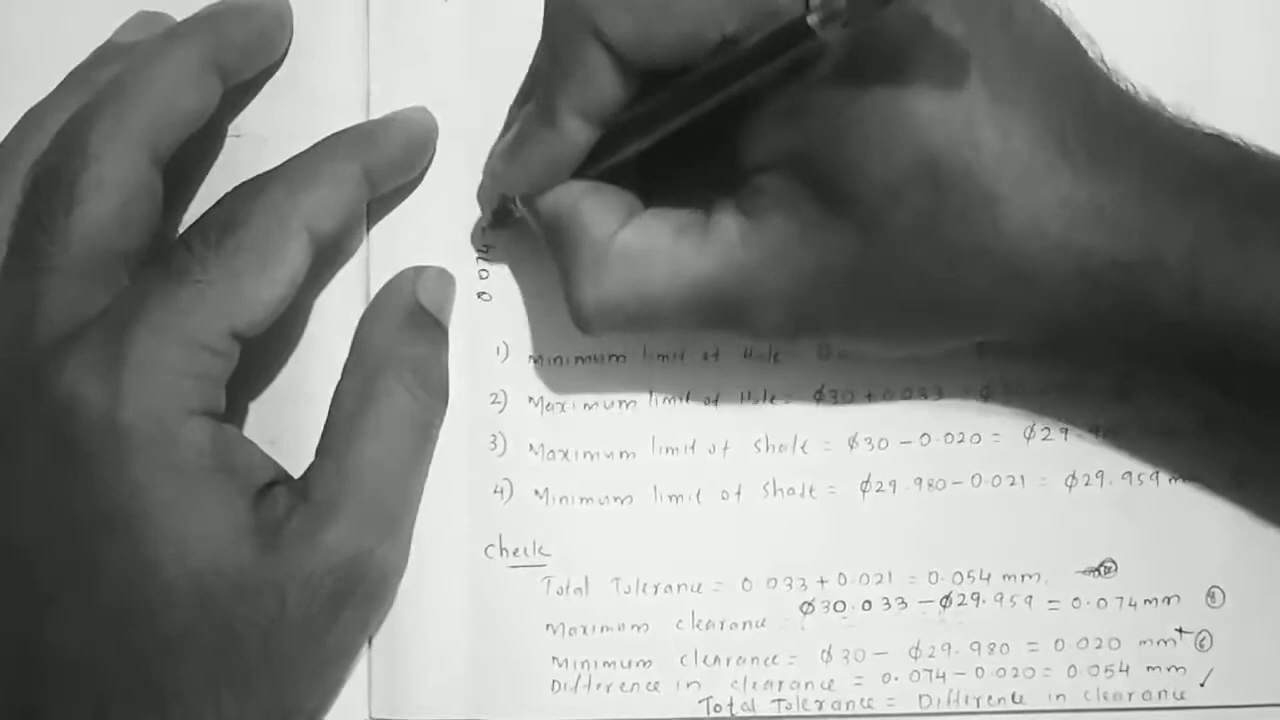 0.074
1) Minimum limit of Hole
2) Maximum limit of Hole = ϕ30 + 0.033
3) Maximum limit of Shaft = ϕ30 - 0.020 = ϕ29.
4) Minimum limit of Shaft = ϕ29.980 - 0.021 = ϕ29.959
Check
Total Tolerance = 0.033 + 0.021 = 0.054 mm.
Maximum clearance = ϕ30.033 - ϕ29.959 = 0.074 mm
Minimum clearance = ϕ30 - ϕ29.980 = 0.020 mm
Difference in clearance = 0.074 - 0.020 = 0.054 mm
Total Tolerance = Difference in clearance